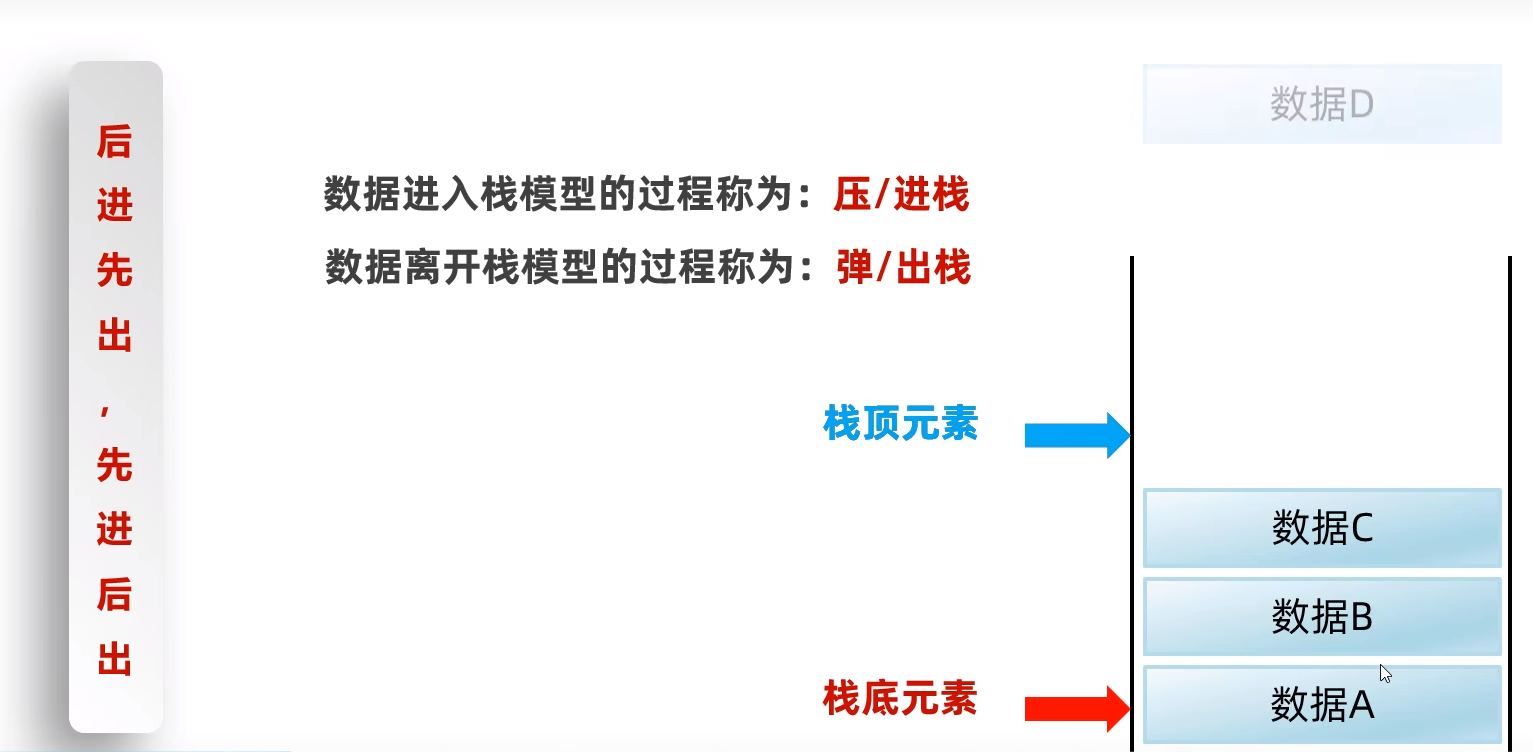 后进先出，先进后出
数据D
数据进入栈模型的过程称为：压/进栈
数据离开栈模型的过程称为：弹/出栈
栈顶元素
数据C
数据B
栈底元素
数据A